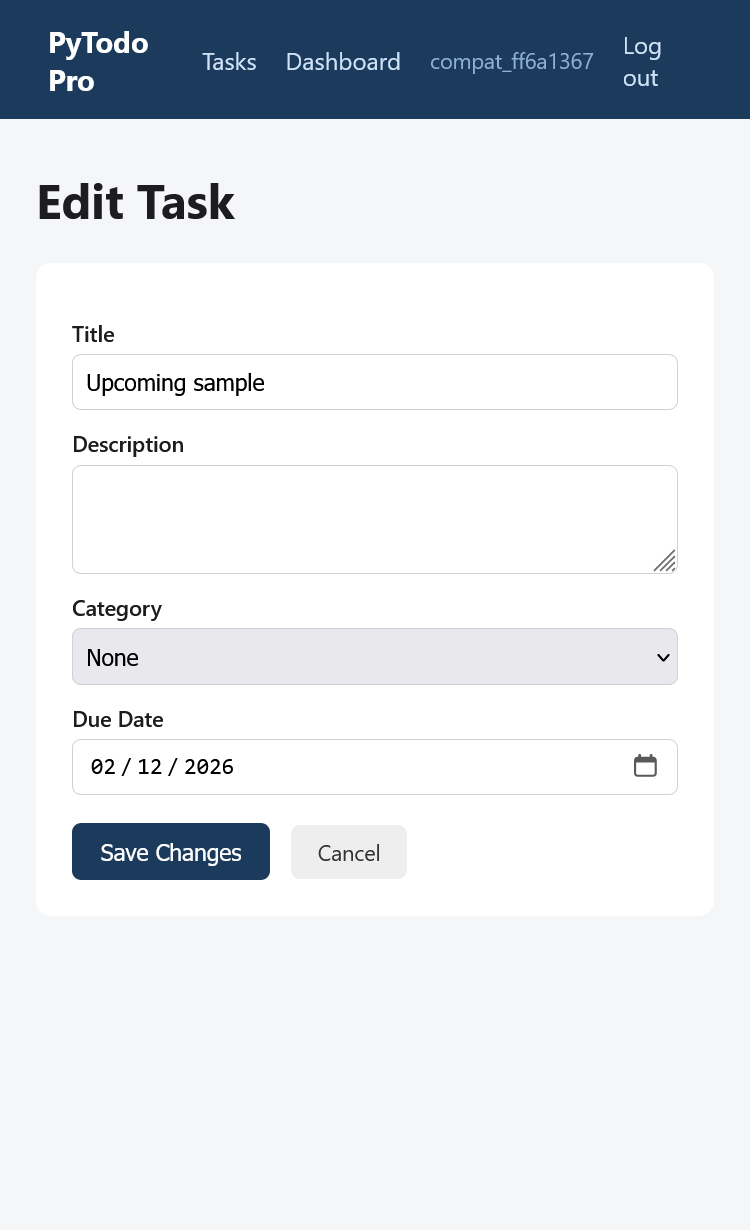 PyTodo
Pro
Tasks
Dashboard
compat_ff6a1367
Log
out
Edit Task
Title
Upcoming sample
Description
Category
None
Due Date
02 / 12 / 2026
Save Changes
Cancel